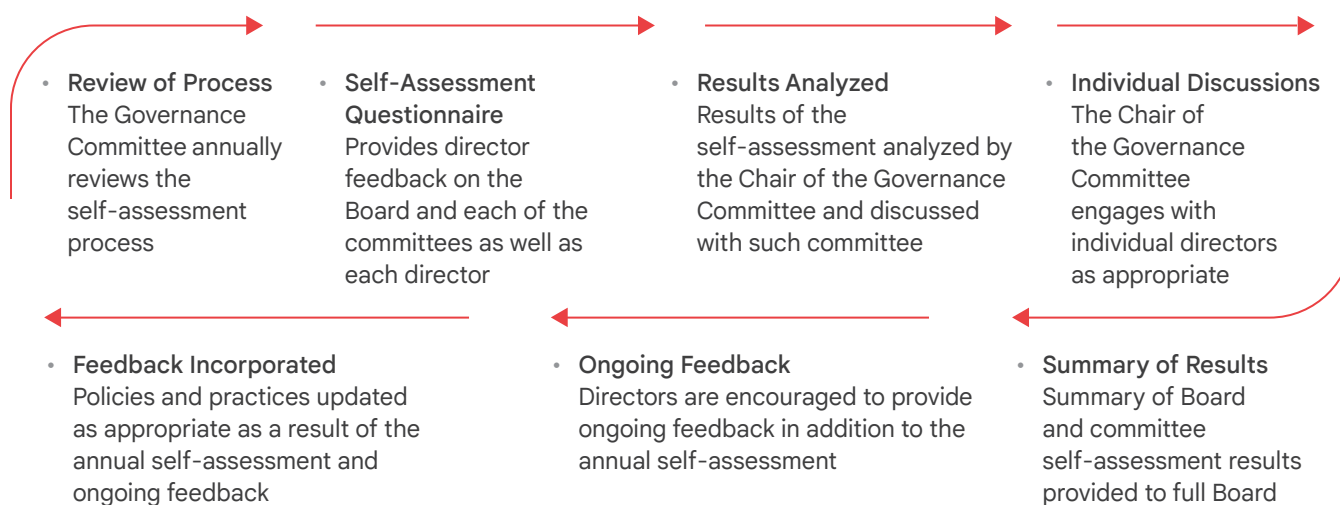 • Review of Process
The Governance
Committee annually
reviews the
self-assessment
process
• Self-Assessment
Questionnaire
Provides director
feedback on the
Board and each of the
committees as well as
each director
• Results Analyzed
Results of the
self-assessment analyzed by
the Chair of the Governance
Committee and discussed
with such committee
• Individual Discussions
The Chair of
the Governance
Committee
engages with
individual directors
as appropriate
• Summary of Results
Summary of Board
and committee
self-assessment results
provided to full Board
• Ongoing Feedback
Directors are encouraged to provide
ongoing feedback in addition to the
annual self-assessment
• Feedback Incorporated
Policies and practices updated
as appropriate as a result of the
annual self-assessment and
ongoing feedback